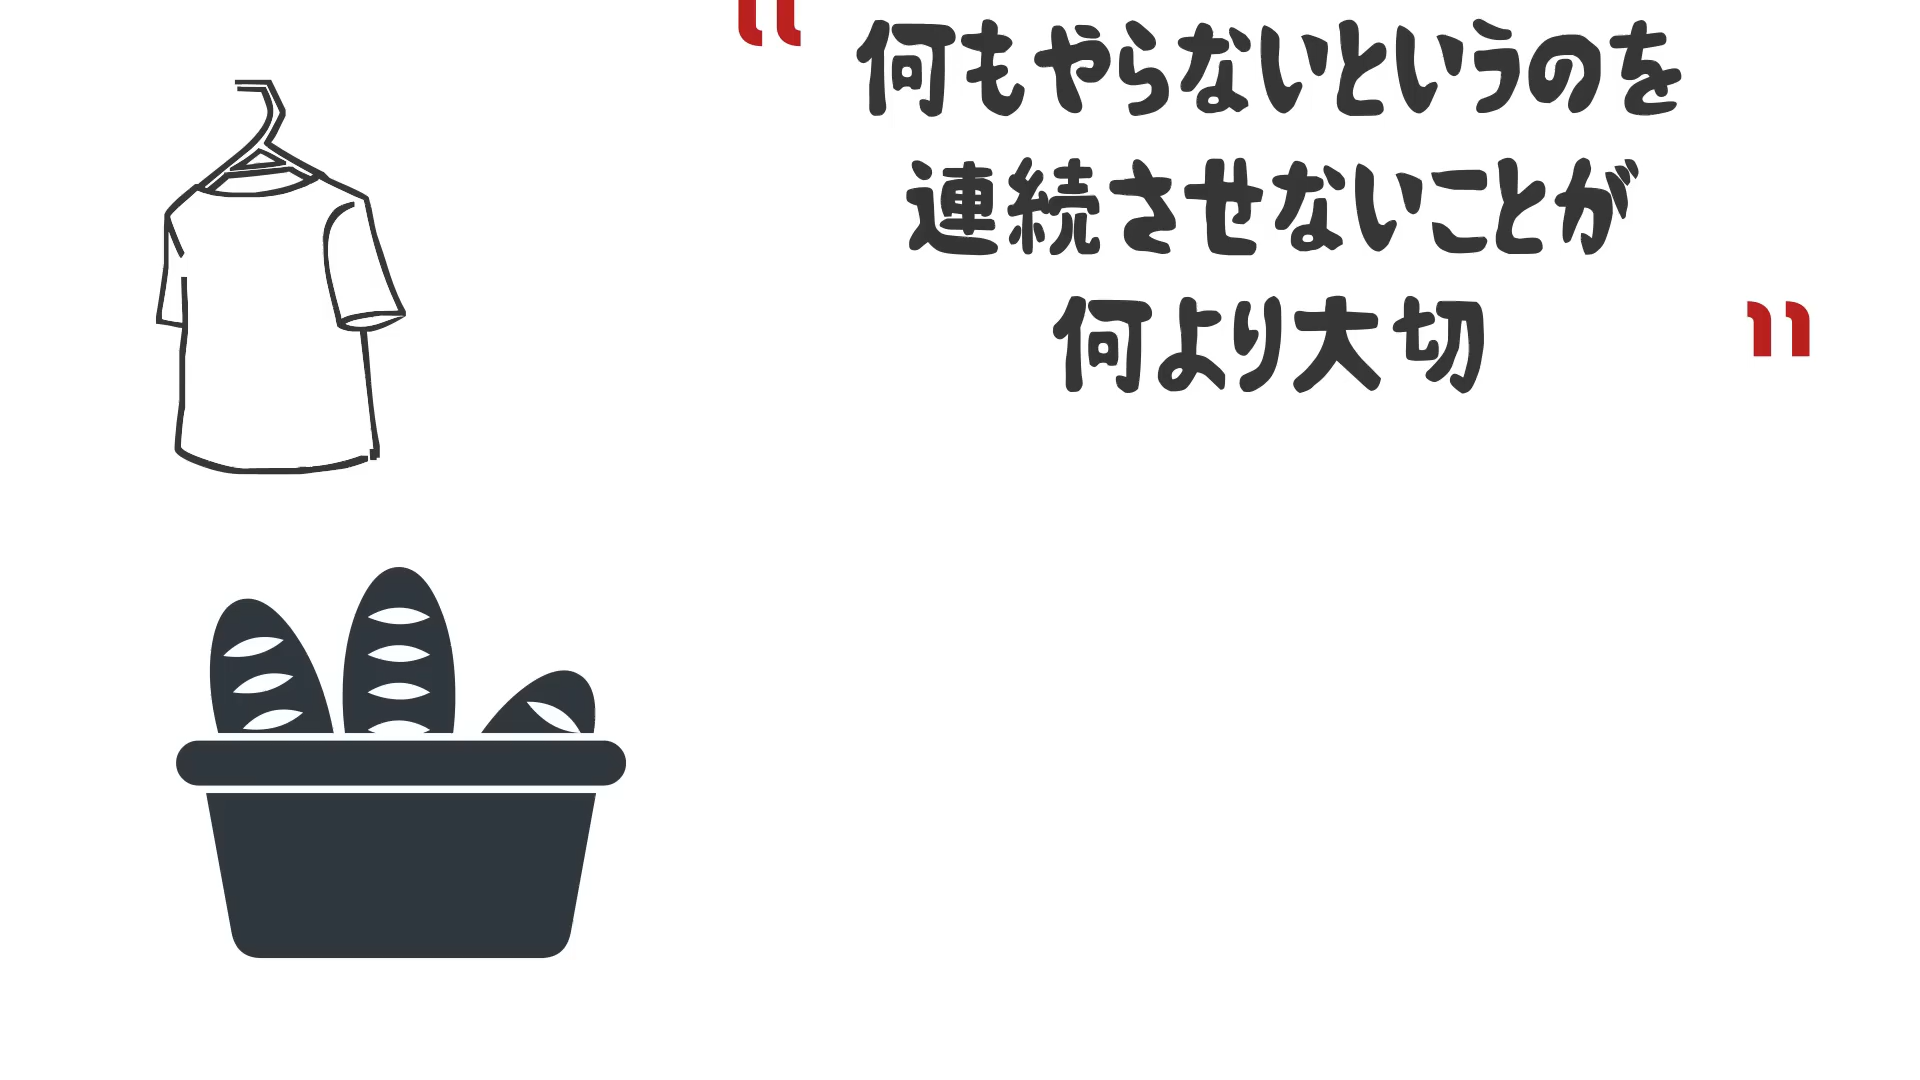 何もやらないというのを
連続させないことが
何より大切